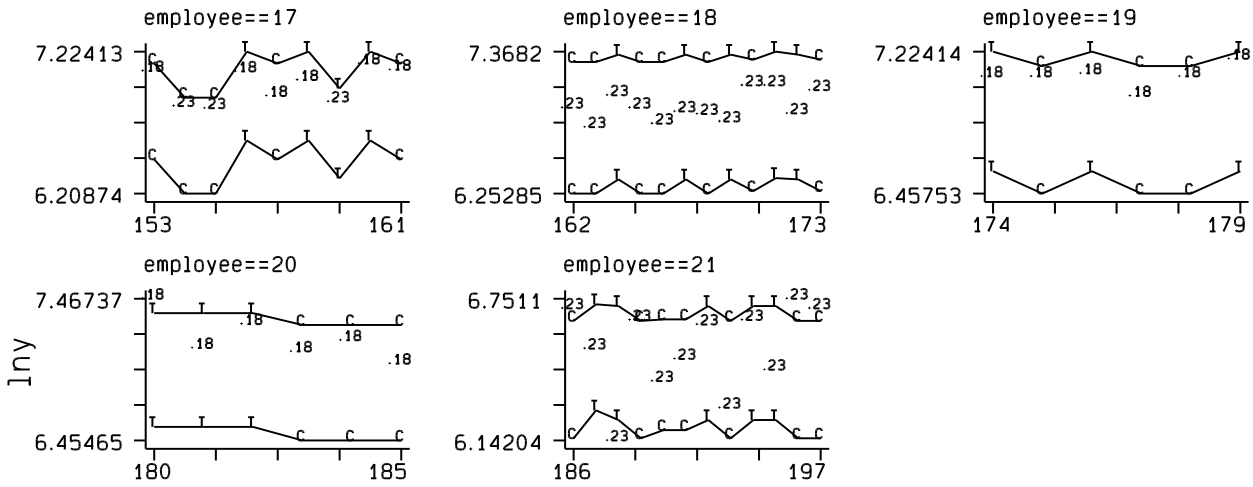 employee==17
employee==18
employee==19
7.22413
7.3682
7.22414
T T T
C C C
.18 .18 .18 .18 .18
C C T
.23 .23 .18 .23
C C T C T T T C
6.20874
6.25285
6.45753
153 161
162 173
174 179
C C T C C T C T C T T C
.23 .23 .23 .23 .23 .23 .23 .23 .23 .23 .23 .23
C C T C C T C T C T T C
T C T C C T
.18 .18 .18 .18 .18 .18
T C T C C T
employee==20
employee==21
7.46737
6.7511
lny
.18
T T T C C C
.18 .18 .18 .18 .18
T T T C C C
6.45465
6.14204
180 185
186 197
C T T C C C T C T T C C
.23 .23 .23 .23 .23 .23 .23 .23 .23 .23 .23 .23
C T T C C C T C T T C C